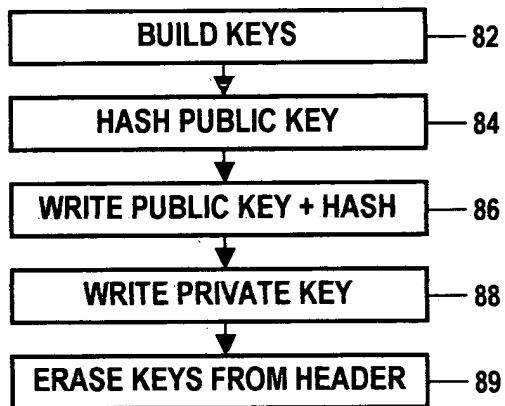 BUILD KEYS 82
HASH PUBLIC KEY 84
WRITE PUBLIC KEY + HASH 86
WRITE PRIVATE KEY 88
ERASE KEYS FROM HEADER 89